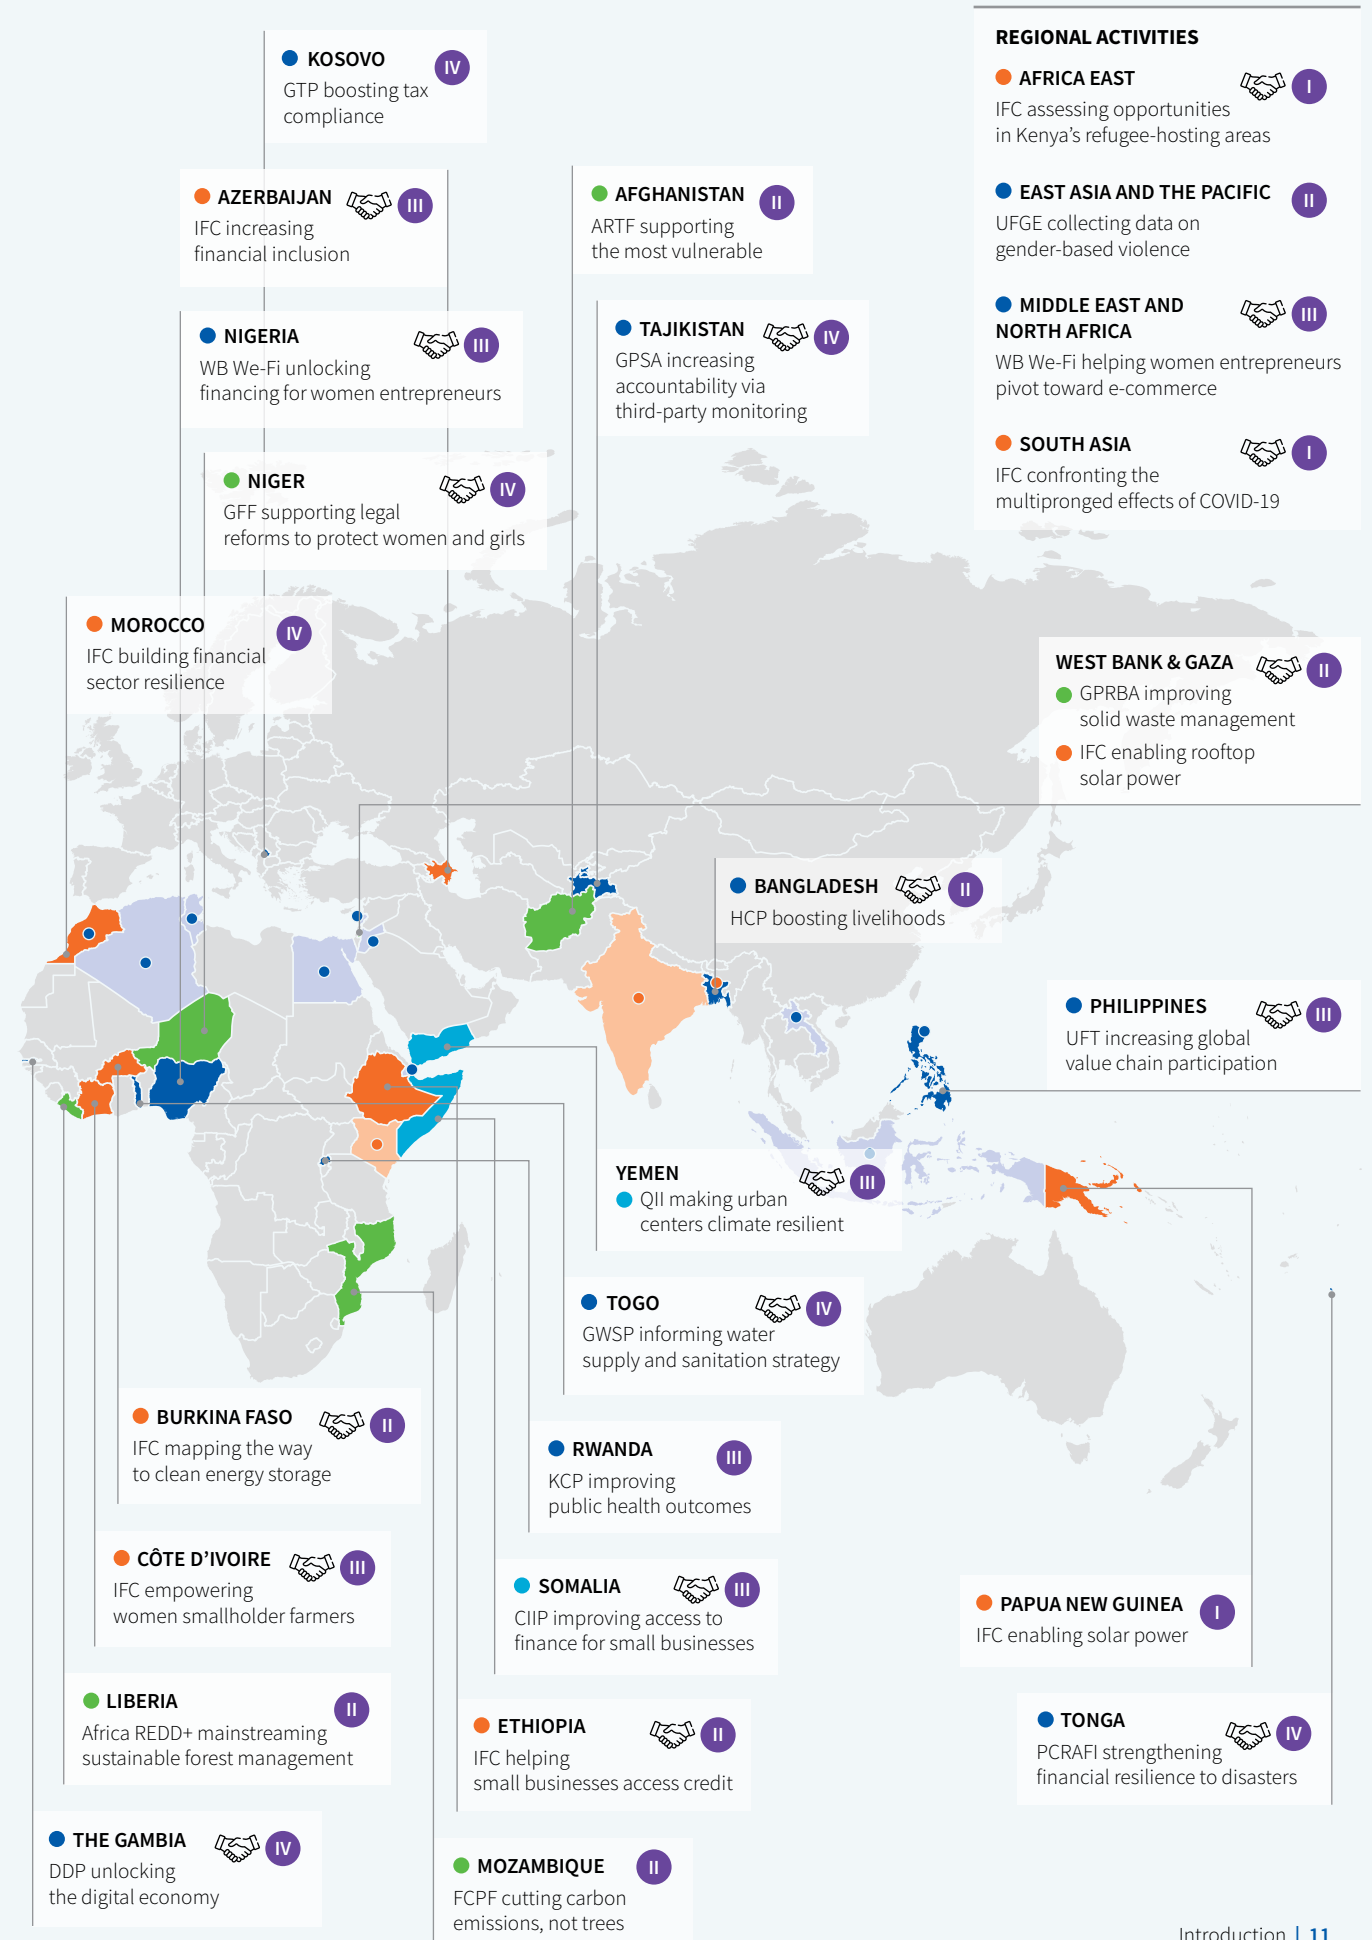 KOSOVO
IV
GTP boosting tax
compliance
AZERBAIJAN
III
IFC increasing
financial inclusion
NIGERIA
III
WB We-Fi unlocking
financing for women entrepreneurs
NIGER
IV
GFF supporting legal
reforms to protect women and girls
MOROCCO
IV
IFC building financial
sector resilience
AFGHANISTAN
II
ARTF supporting
the most vulnerable
TAJIKISTAN
IV
GPSA increasing
accountability via
third-party monitoring
REGIONAL ACTIVITIES
AFRICA EAST
I
IFC assessing opportunities
in Kenya's refugee-hosting areas
EAST ASIA AND THE PACIFIC
II
UFGE collecting data on
gender-based violence
MIDDLE EAST AND
III
NORTH AFRICA
WB We-Fi helping women entrepreneurs
pivot toward e-commerce
SOUTH ASIA
I
IFC confronting the
multipronged effects of COVID-19
WEST BANK & GAZA
II
GPRBA improving
solid waste management
IFC enabling rooftop
solar power
BANGLADESH
II
HCP boosting livelihoods
PHILIPPINES
III
UFT increasing global
value chain participation
YEMEN
III
QII making urban
centers climate resilient
TOGO
IV
GWSP informing water
supply and sanitation strategy
BURKINA FASO
II
IFC mapping the way
to clean energy storage
RWANDA
III
KCP improving
public health outcomes
CÔTE D'IVOIRE
III
IFC empowering
women smallholder farmers
SOMALIA
III
CIIP improving access to
finance for small businesses
PAPUA NEW GUINEA
I
IFC enabling solar power
LIBERIA
II
Africa REDD+ mainstreaming
sustainable forest management
ETHIOPIA
II
IFC helping
small businesses access credit
TONGA
IV
PCRAFI strengthening
financial resilience to disasters
THE GAMBIA
IV
DDP unlocking
the digital economy
MOZAMBIQUE
II
FCPF cutting carbon
emissions, not trees
Introduction | 11